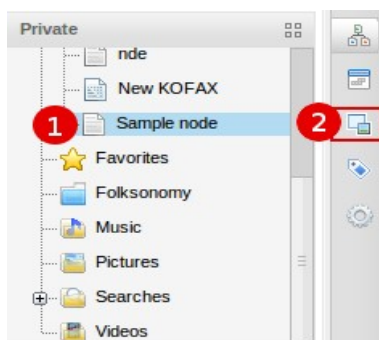 Private
nde
New KOFAX
1
Sample node
2
Favorites
Folksonomy
Music
Pictures
Searches
Videos